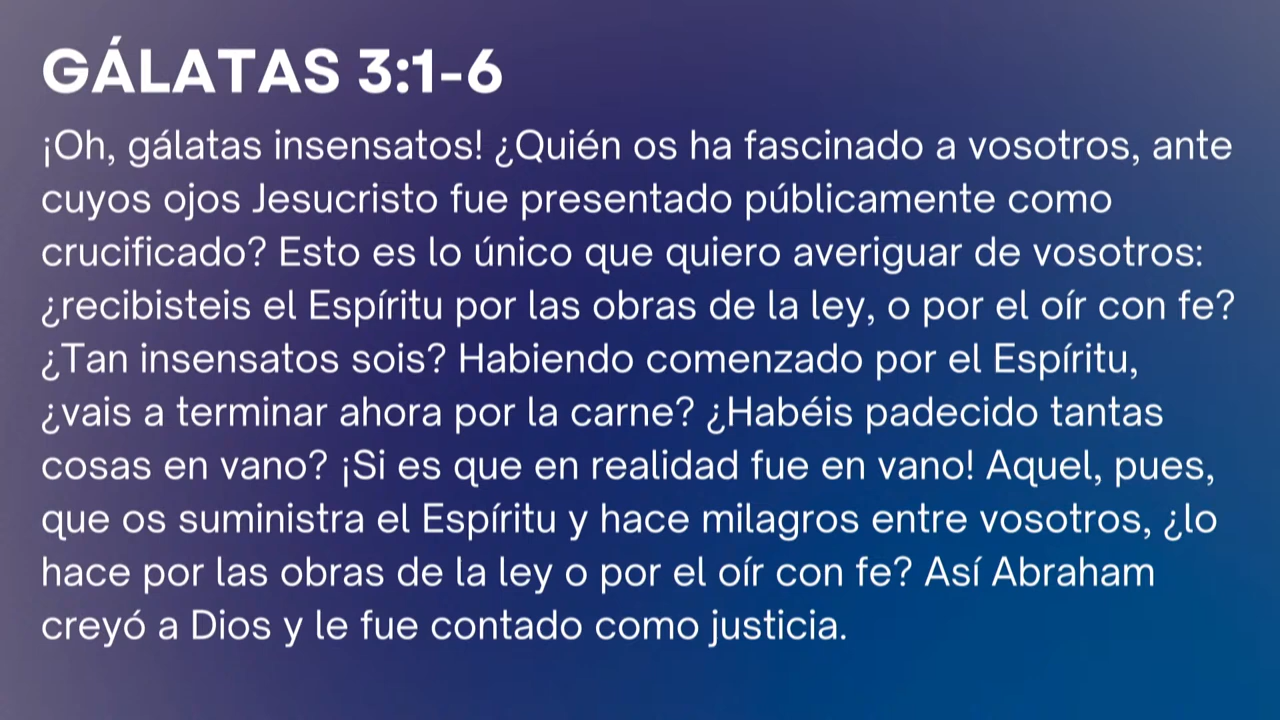 GÁLATAS 3:1-6
¡Oh, gálatas insensatos! ¿Quién os ha fascinado a vosotros, ante
cuyos ojos Jesucristo fue presentado públicamente como
crucificado? Esto es lo único que quiero averiguar de vosotros:
¿recibisteis el Espíritu por las obras de la ley, o por el oír con fe?
¿Tan insensatos sois? Habiendo comenzado por el Espíritu,
¿vais a terminar ahora por la carne? ¿Habéis padecido tantas
cosas en vano? ¡Si es que en realidad fue en vano! Aquel, pues,
que os suministra el Espíritu y hace milagros entre vosotros, ¿lo
hace por las obras de la ley o por el oír con fe? Así Abraham
creyó a Dios y le fue contado como justicia.